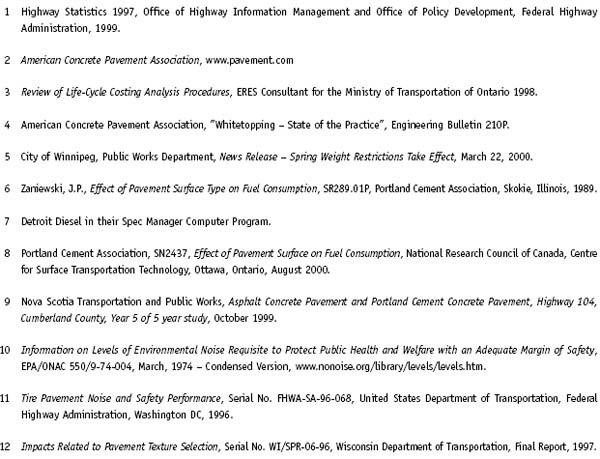 1 Highway Statistics 1997, Office of Highway Information Management and Office of Policy Development, Federal Highway
Administration, 1999.
2 American Concrete Pavement Association, www.pavement.com
3 Review of Life-Cycle Costing Analysis Procedures, ERES Consultant for the Ministry of Transportation of Ontario 1998.
4 American Concrete Pavement Association, "Whitetopping – State of the Practice", Engineering Bulletin 210P.
5 City of Winnipeg, Public Works Department, News Release – Spring Weight Restrictions Take Effect, March 22, 2000.
6 Zaniewski, J.P., Effect of Pavement Surface Type on Fuel Consumption, SR289.01P, Portland Cement Association, Skokie, Illinois, 1989.
7 Detroit Diesel in their Spec Manager Computer Program.
8 Portland Cement Association, SN2437, Effect of Pavement Surface on Fuel Consumption, National Research Council of Canada, Centre
for Surface Transportation Technology, Ottawa, Ontario, August 2000.
9 Nova Scotia Transportation and Public Works, Asphalt Concrete Pavement and Portland Cement Concrete Pavement, Highway 104,
Cumberland County, Year 5 of 5 year study, October 1999.
10 Information on Levels of Environmental Noise Requisite to Protect Public Health and Welfare with an Adequate Margin of Safety,
EPA/ONAC 550/9-74-004, March, 1974 – Condensed Version, www.nonoise.org/library/levels/levels.htm.
11 Tire Pavement Noise and Safety Performance, Serial No. FHWA-SA-96-068, United States Department of Transportation, Federal
Highway Administration, Washington DC, 1996.
12 Impacts Related to Pavement Texture Selection, Serial No. WI/SPR-06-96, Wisconsin Department of Transportation, Final Report, 1997.